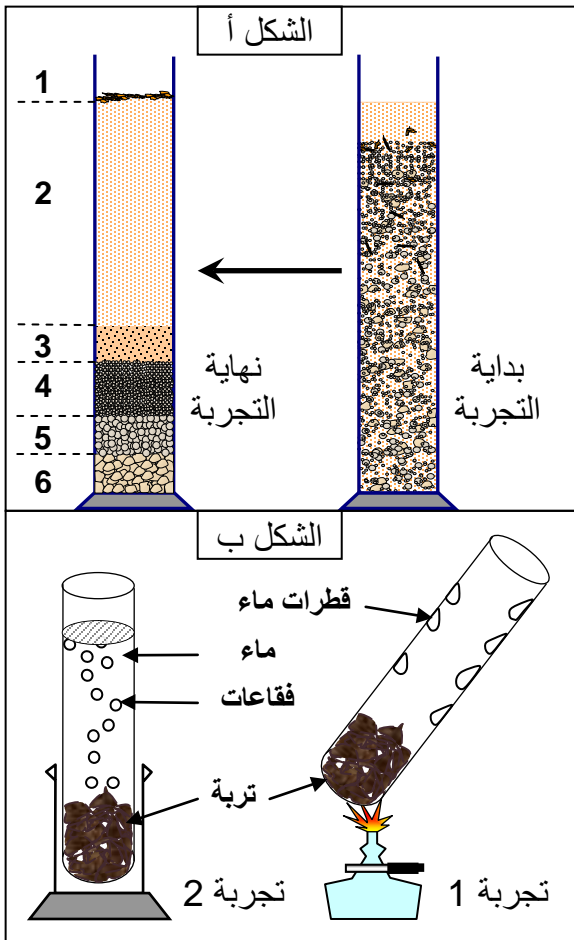 الشكل أ
1
2
3
4
5
6
نهاية
التجربة
بداية
التجربة
الشكل ب
قطرات ماء
ماء
فقاعات
تربة
تجربة 1
تجربة 2